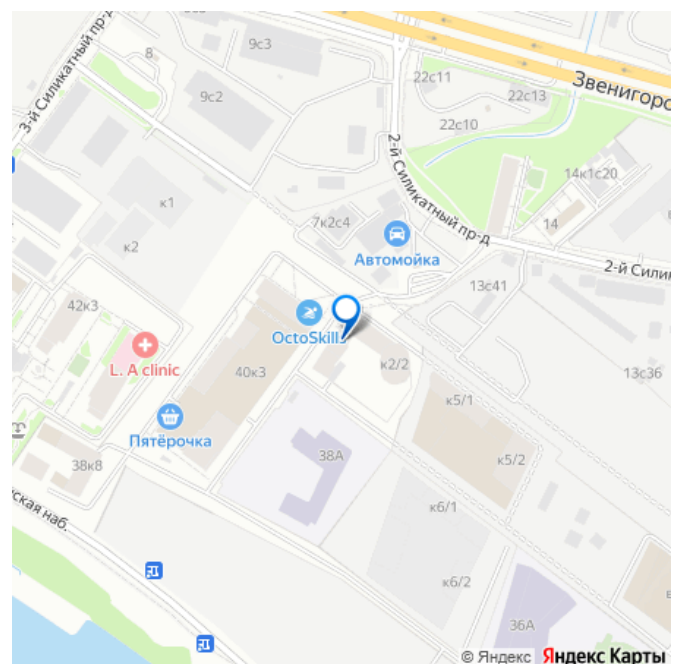 8
9с3
9с2
22с11
22с13
22с10
Звенигоро
3-й Силикатный пр-д
2-й Силикатный пр-д
14к1с20
14
к1
к2
7к2с4
Автомойка
2-й Силик
13с41
42к3
OctoSkills
L. A clinic
40к3
к2/2
13с36
Пятёрочка
к5/1
к5/2
38к8
38А
к6/1
ская наб.
к6/2
36А
© Яндекс Яндекс Карты